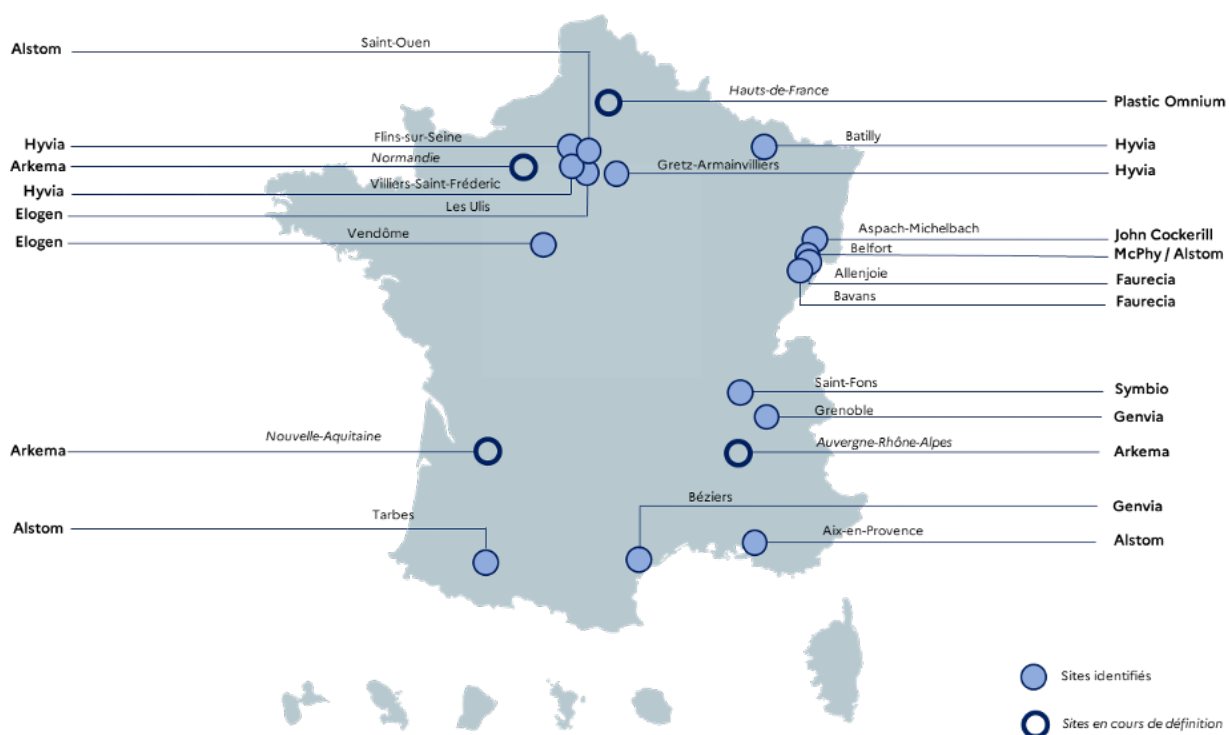 Alstom
Saint-Ouen
Hauts-de-France
Plastic Omnium
Hyvia
Flins-sur-Seine
Batilly
Hyvia
Arkema
Normandie
Gretz-Armainvilliers
Hyvia
Hyvia
Villiers-Saint-Fréderic
Elogen
Les Ulis
Elogen
Vendôme
Aspach-Michelbach
John Cockerill
Belfort
McPhy / Alstom
Allenjoie
Faurecia
Bavans
Faurecia
Saint-Fons
Symbio
Grenoble
Genvia
Arkema
Nouvelle-Aquitaine
Auvergne-Rhône-Alpes
Arkema
Béziers
Genvia
Alstom
Tarbes
Aix-en-Provence
Alstom
Sites identifiés
Sites en cours de définition